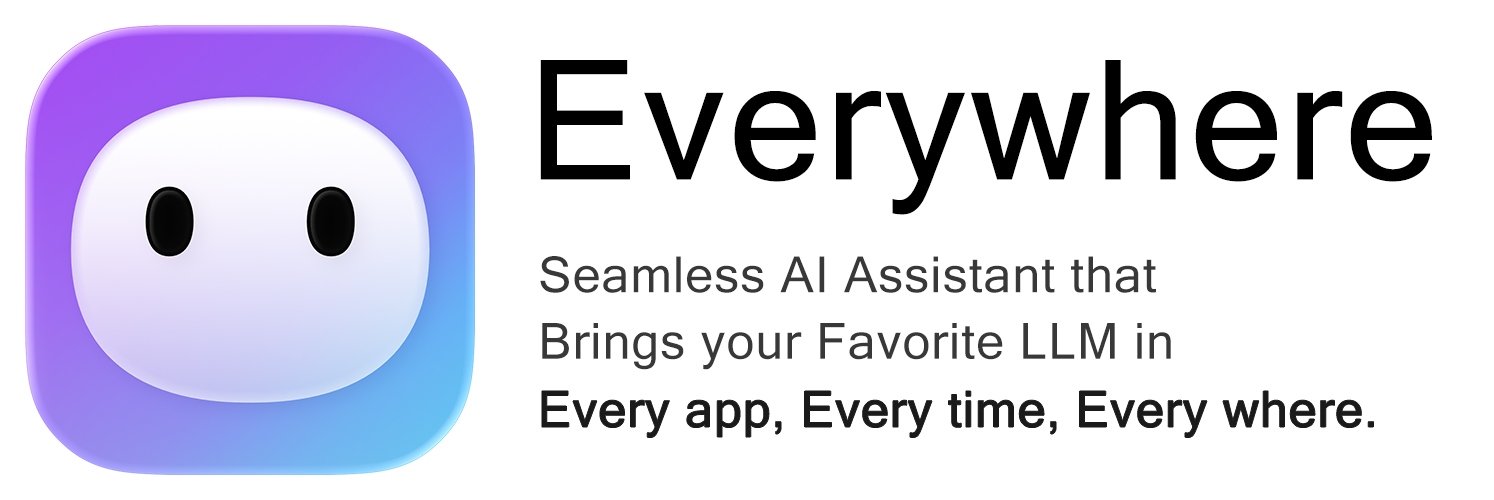 Everywhere
Seamless AI Assistant that
Brings your Favorite LLM in
Every app, Every time, Every where.